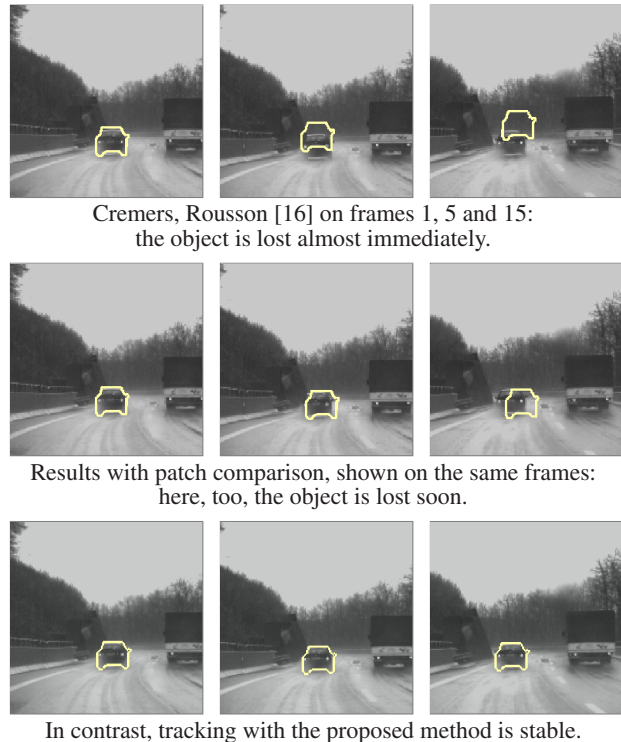 Cremers, Rousson [16] on frames 1, 5 and 15:
the object is lost almost immediately.
Results with patch comparison, shown on the same frames:
here, too, the object is lost soon.
In contrast, tracking with the proposed method is stable.